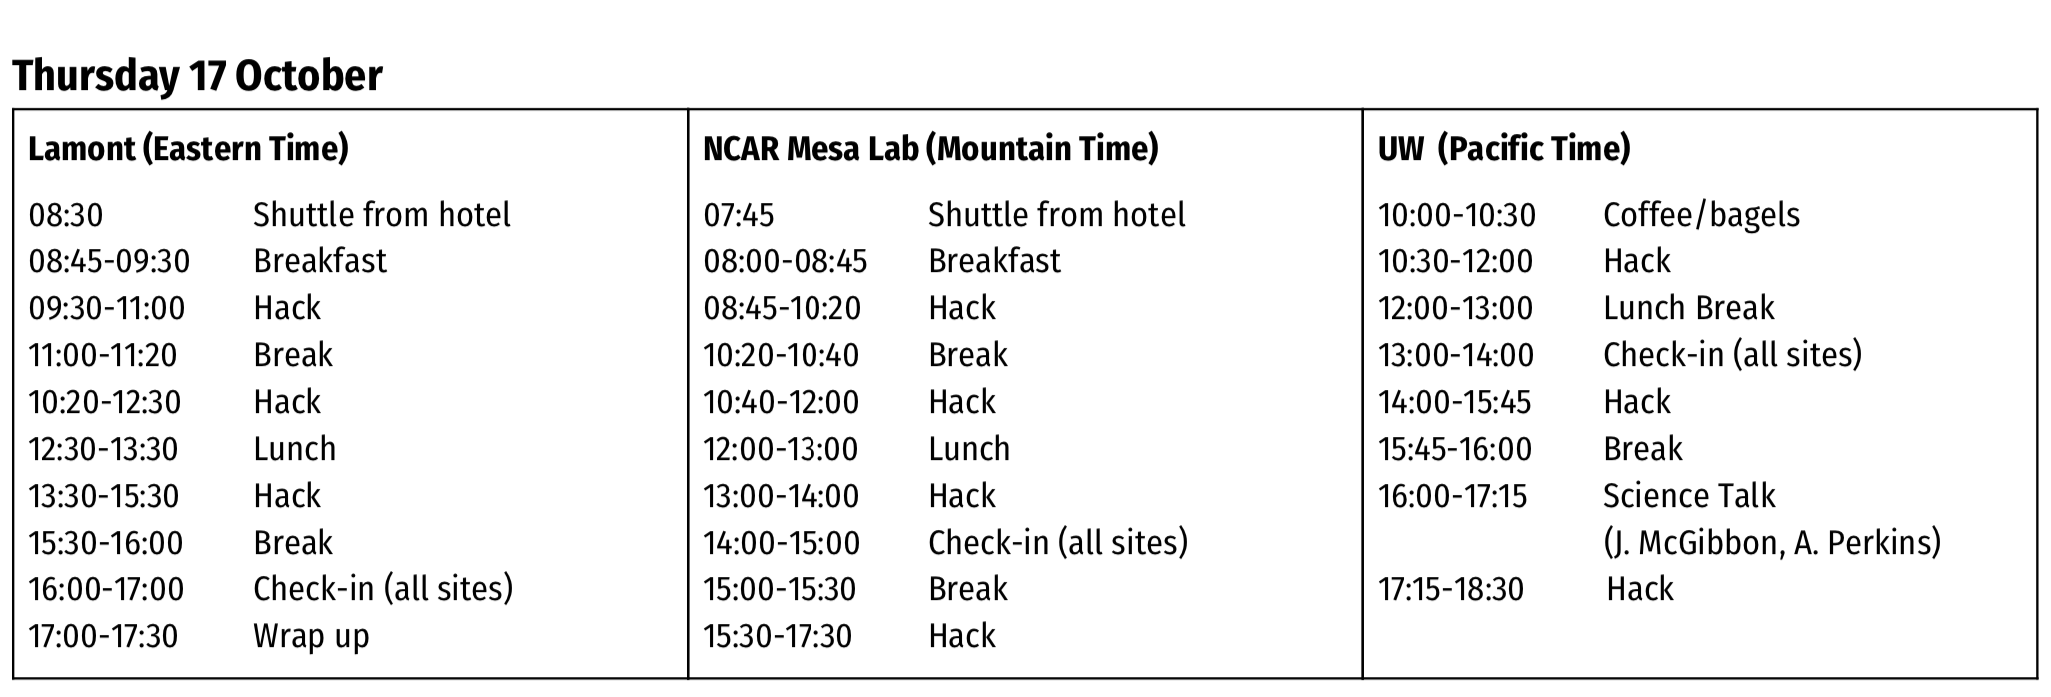 Thursday 17 October
Lamont (Eastern Time)
08:30 Shuttle from hotel
08:45-09:30 Breakfast
09:30-11:00 Hack
11:00-11:20 Break
10:20-12:30 Hack
12:30-13:30 Lunch
13:30-15:30 Hack
15:30-16:00 Break
16:00-17:00 Check-in (all sites)
17:00-17:30 Wrap up
NCAR Mesa Lab (Mountain Time)
07:45 Shuttle from hotel
08:00-08:45 Breakfast
08:45-10:20 Hack
10:20-10:40 Break
10:40-12:00 Hack
12:00-13:00 Lunch
13:00-14:00 Hack
14:00-15:00 Check-in (all sites)
15:00-15:30 Break
15:30-17:30 Hack
UW (Pacific Time)
10:00-10:30 Coffee/bagels
10:30-12:00 Hack
12:00-13:00 Lunch Break
13:00-14:00 Check-in (all sites)
14:00-15:45 Hack
15:45-16:00 Break
16:00-17:15 Science Talk
(J. McGibbon, A. Perkins)
17:15-18:30 Hack